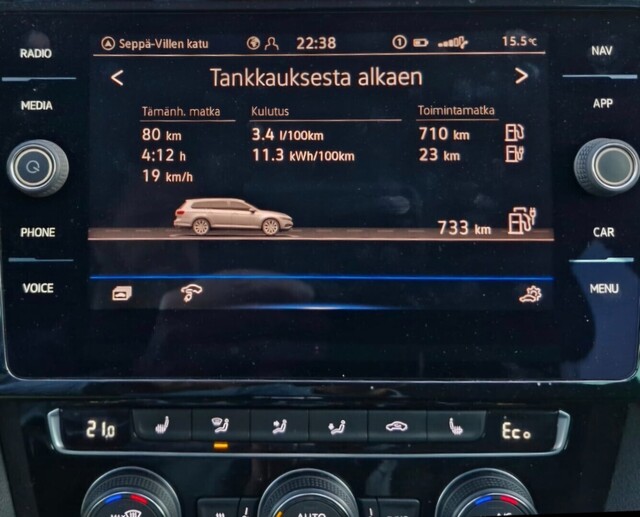 RADIO
MEDIA
PHONE
VOICE
Seppä-Villen katu 22:38 1 15.5°C
< Tankkauksesta alkaen >
Tämänh. matka Kulutus Toimintamatka
80 km 3.4 l/100km 710 km
4:12 h 11.3 kWh/100km 23 km
19 km/h
733 km
NAV
APP
CAR
MENU
21.0 Eco
AUTO